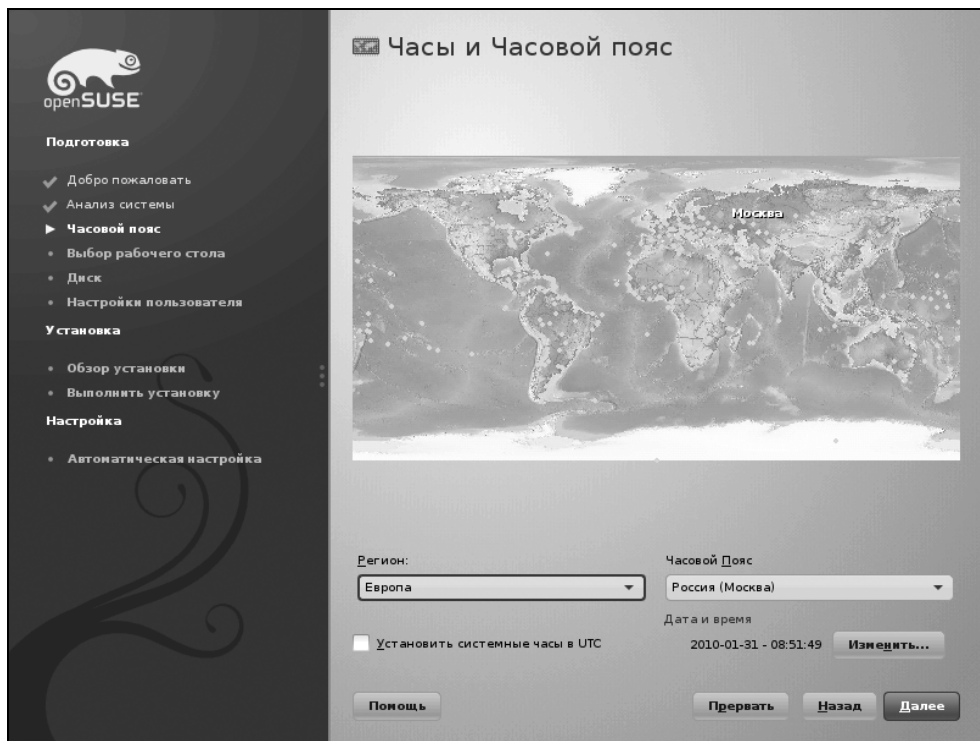 openSUSE
Подготовка
Добро пожаловать
Анализ системы
Часовой пояс
Выбор рабочего стола
Диск
Настройки пользователя
Установка
Обзор установки
Выполнить установку
Настройка
Автоматическая настройка
Часы и Часовой пояс
Москва
Регион:
Европа
Часовой Пояс
Россия (Москва)
Установить системные часы в UTC
Дата и время
2010-01-31 - 08:51:49
Изменить...
Помощь
Прервать
Назад
Далее